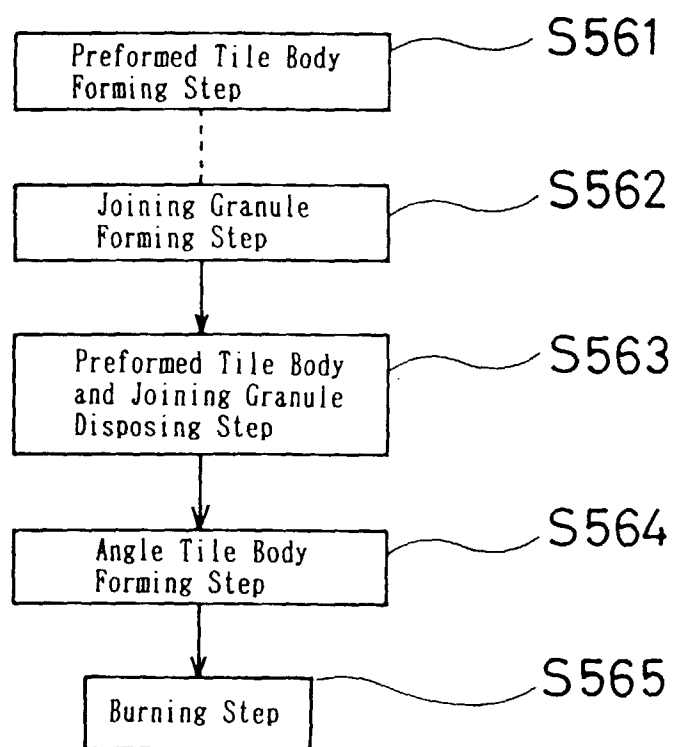 Preformed Tile Body
Forming Step
S561
Joining Granule
Forming Step
S562
Preformed Tile Body
and Joining Granule
Disposing Step
S563
Angle Tile Body
Forming Step
S564
Burning Step
S565